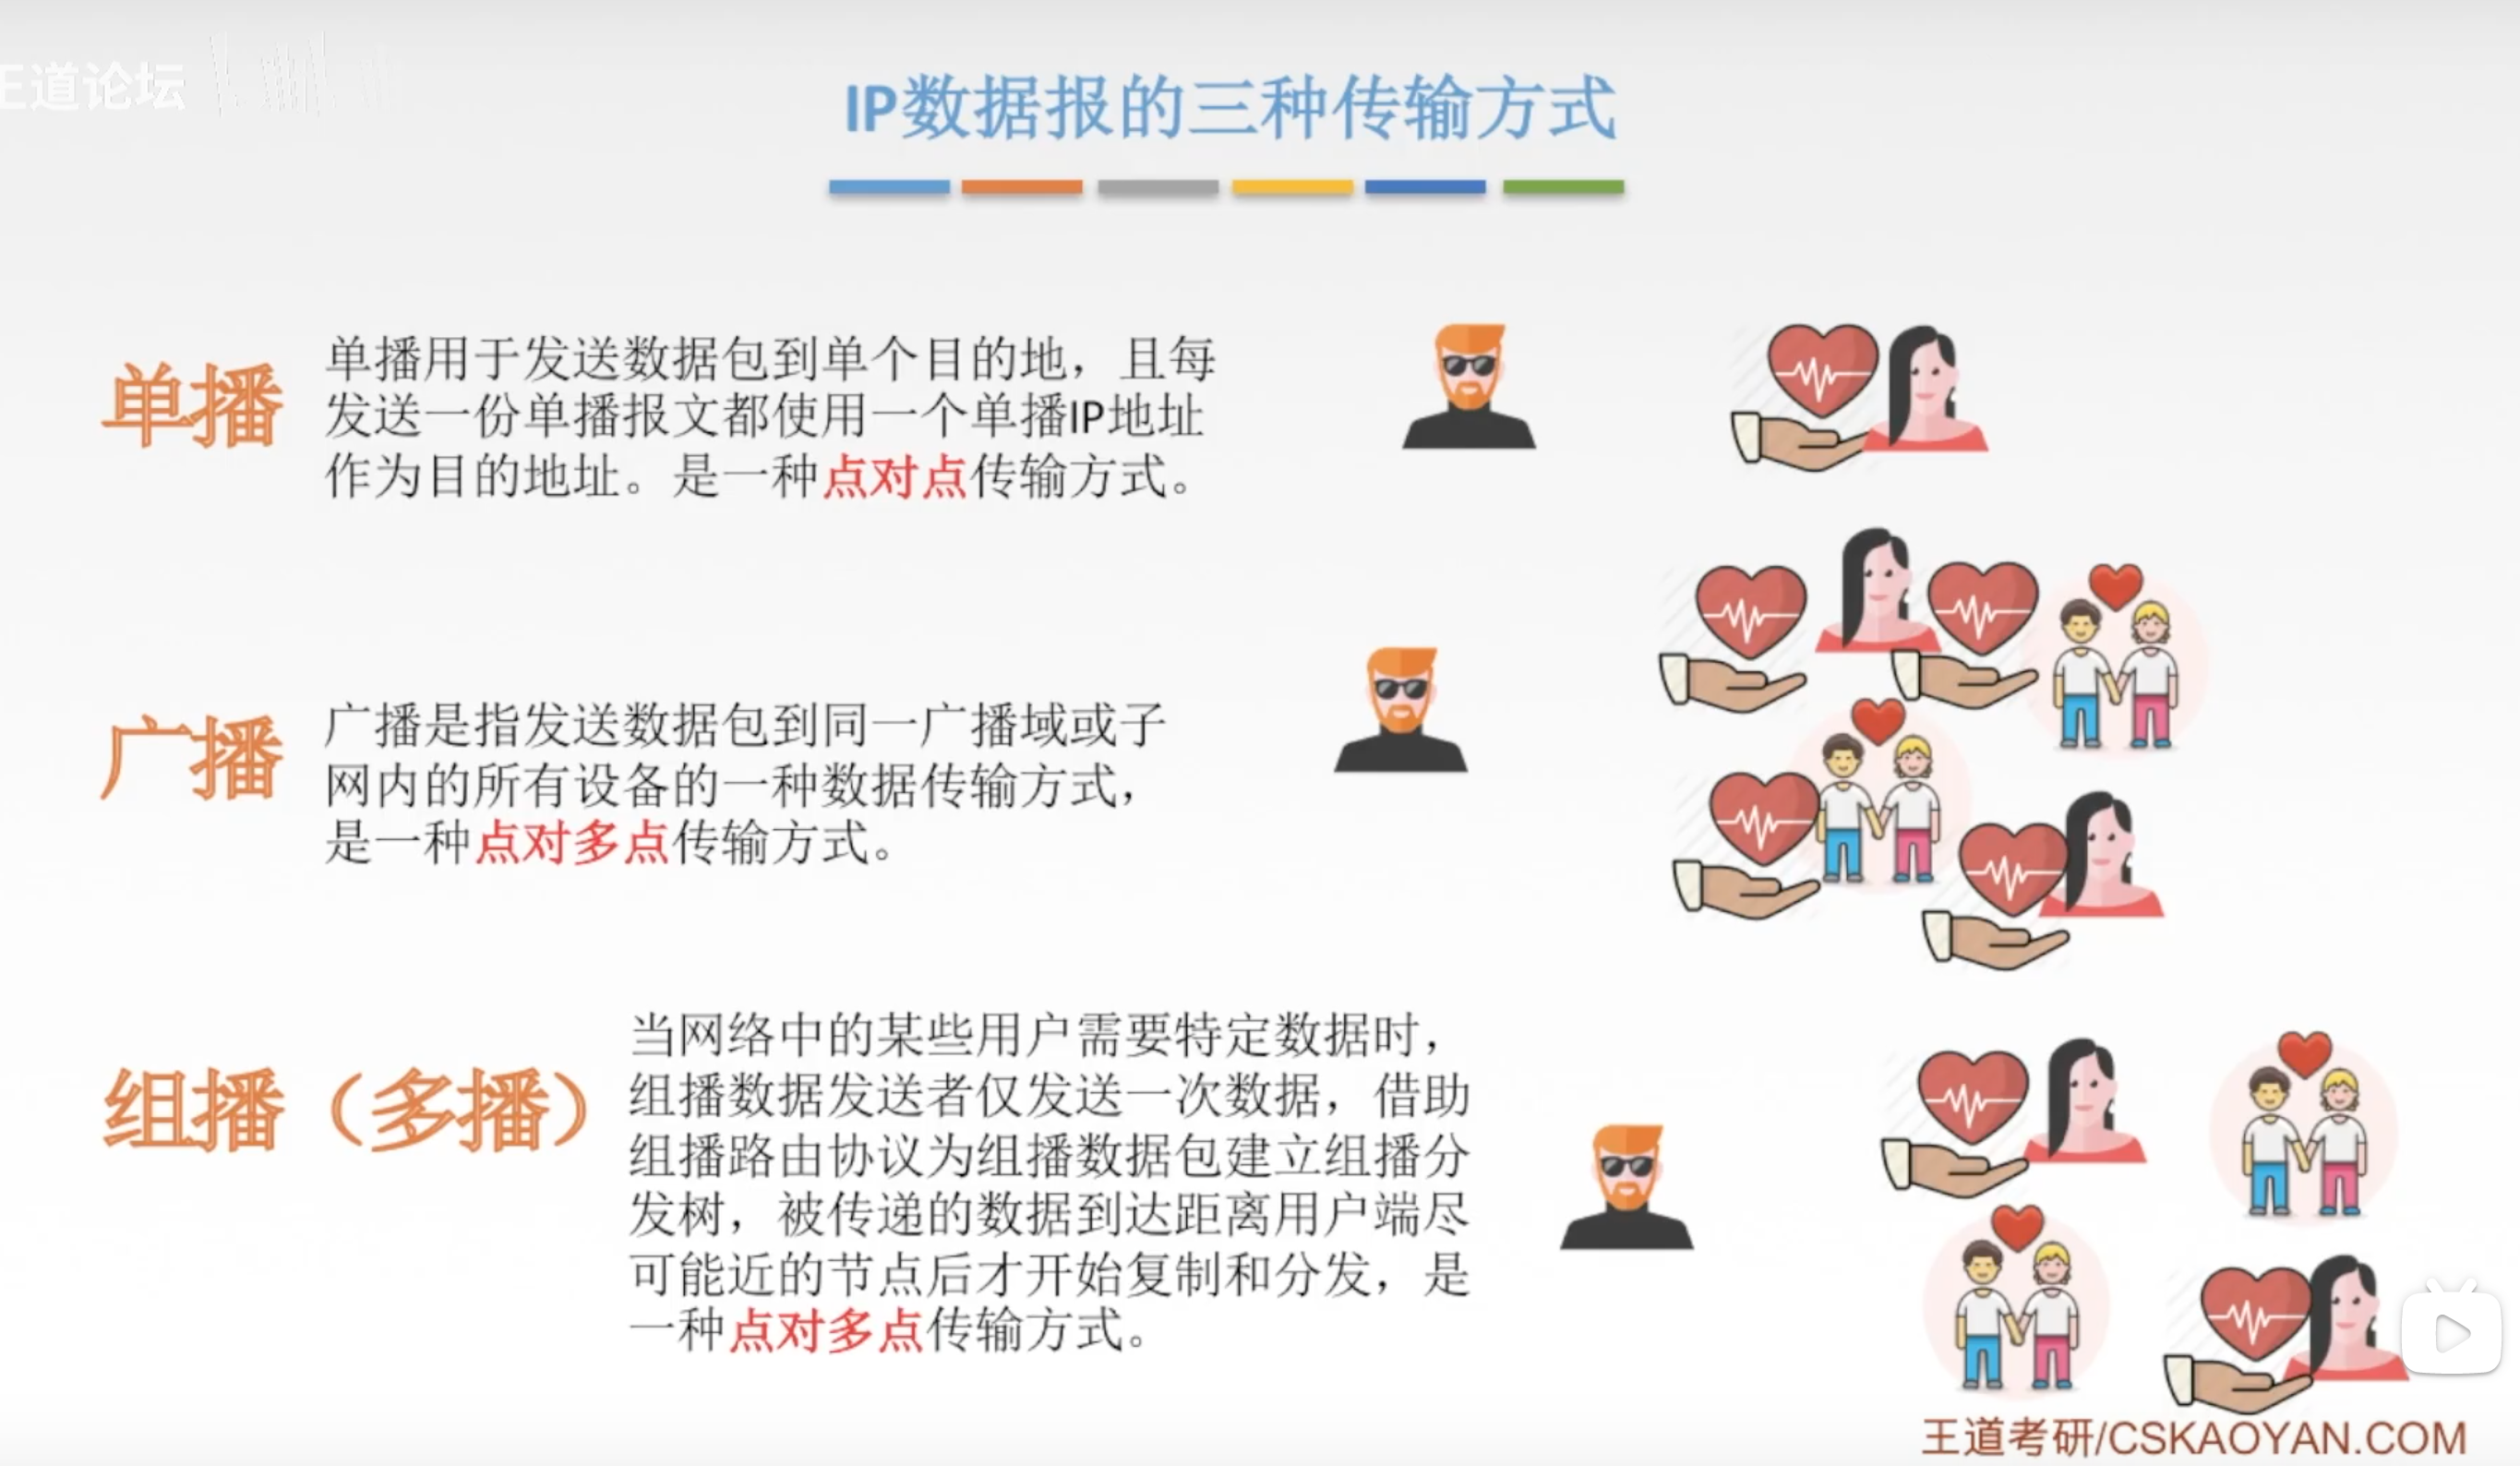 王道论坛
IP数据报的三种传输方式
单播
单播用于发送数据包到单个目的地，且每
发送一份单播报文都使用一个单播IP地址
作为目的地址。是一种点对点传输方式。
广播
广播是指发送数据包到同一广播域或子
网内的所有设备的一种数据传输方式，
是一种点对多点传输方式。
组播（多播）
当网络中的某些用户需要特定数据时，
组播数据发送者仅发送一次数据，借助
组播路由协议为组播数据包建立组播分
发树，被传递的数据到达距离用户端尽
可能近的节点后才开始复制和分发，是
一种点对多点传输方式。
王道考研/CSKAOYAN.COM